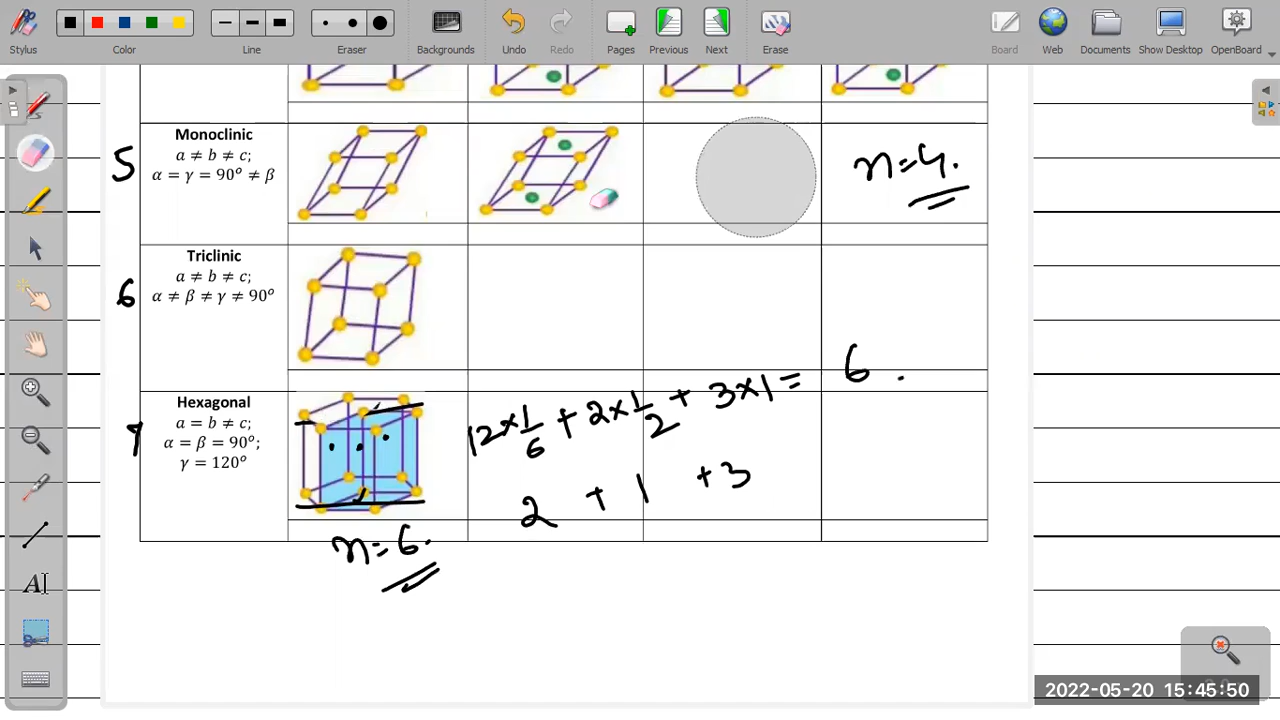 Stylus
Color
Line
Eraser
Backgrounds
Undo
Redo
Pages
Previous
Next
Erase
Board
Web
Documents
Show Desktop
OpenBoard
5
Monoclinic
a ≠ b ≠ c;
α = γ = 90° ≠ β
n=4.
6
Triclinic
a ≠ b ≠ c;
α ≠ β ≠ γ ≠ 90°
7
Hexagonal
a = b ≠ c;
α = β = 90°;
γ = 120°
12×1/6 + 2×1/2 + 3×1 = 6.
2 + 1 + 3
n=6.
2022-05-20 15:45:50